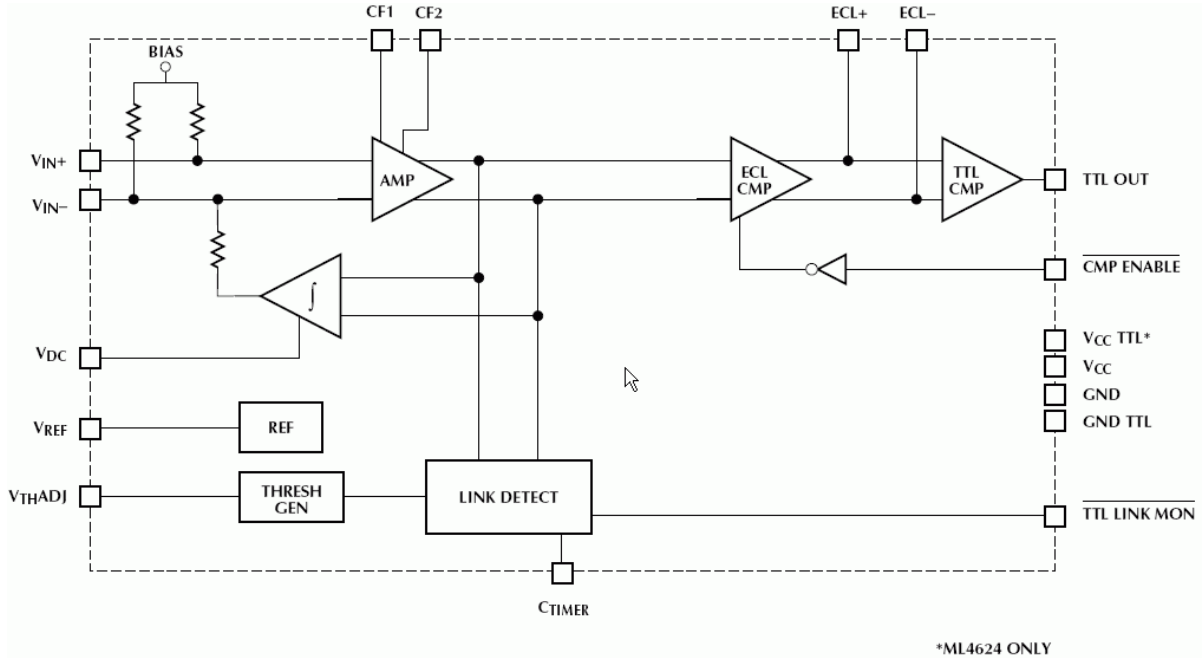 CF1 CF2 ECL+ ECL–
BIAS
VIN+
VIN–
AMP
ECL CMP
TTL CMP
TTL OUT
CMP ENABLE
∫
VDC
VCC TTL*
VCC
GND
GND TTL
VREF
REF
VTHADJ
THRESH GEN
LINK DETECT
TTL LINK MON
CTIMER
*ML4624 ONLY